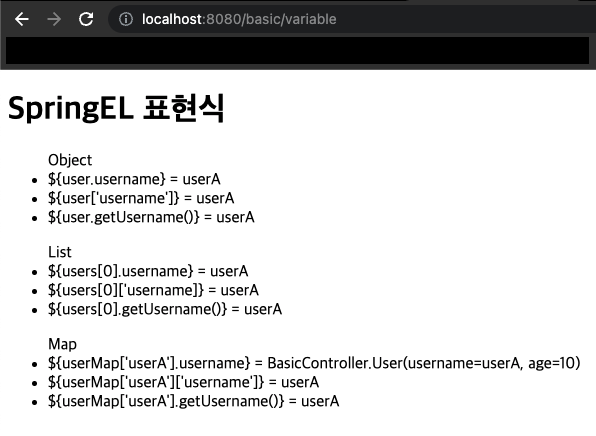 localhost:8080/basic/variable
SpringEL 표현식
Object
${user.username} = userA
${user['username']} = userA
${user.getUsername()} = userA
List
${users[0].username} = userA
${users[0]['username]} = userA
${users[0].getUsername()} = userA
Map
${userMap['userA'].username} = BasicController.User(username=userA, age=10)
${userMap['userA']['username']} = userA
${userMap['userA'].getUsername()} = userA